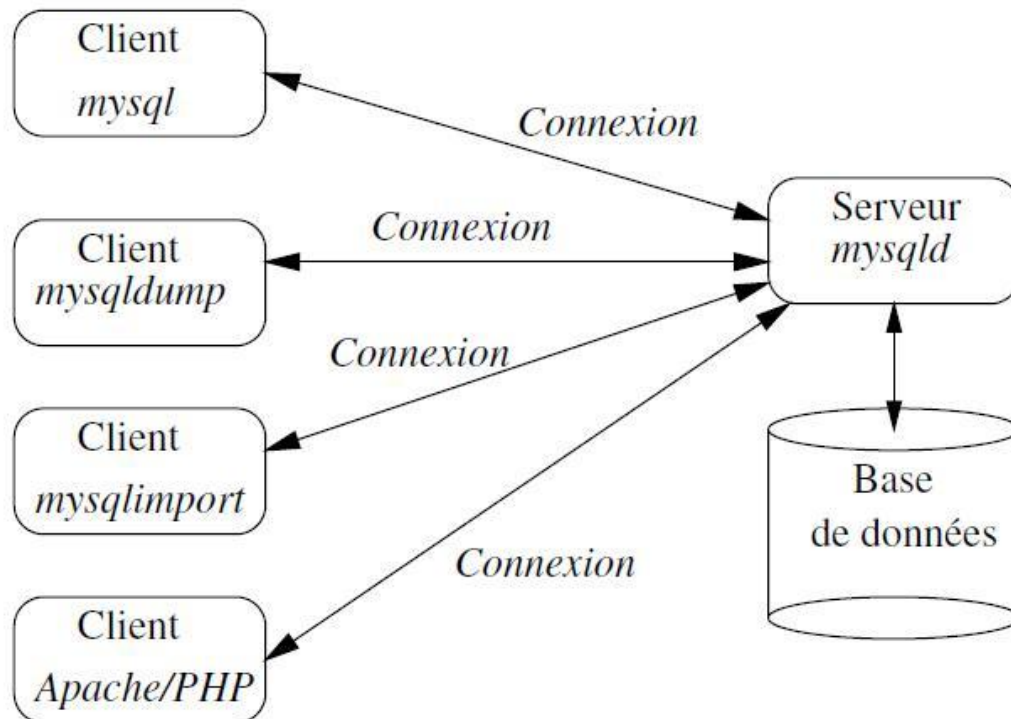 Client
mysql
Connexion
Client
mysqldump
Connexion
Serveur
mysqld
Client
mysqlimport
Connexion
Base
de données
Client
Apache/PHP
Connexion